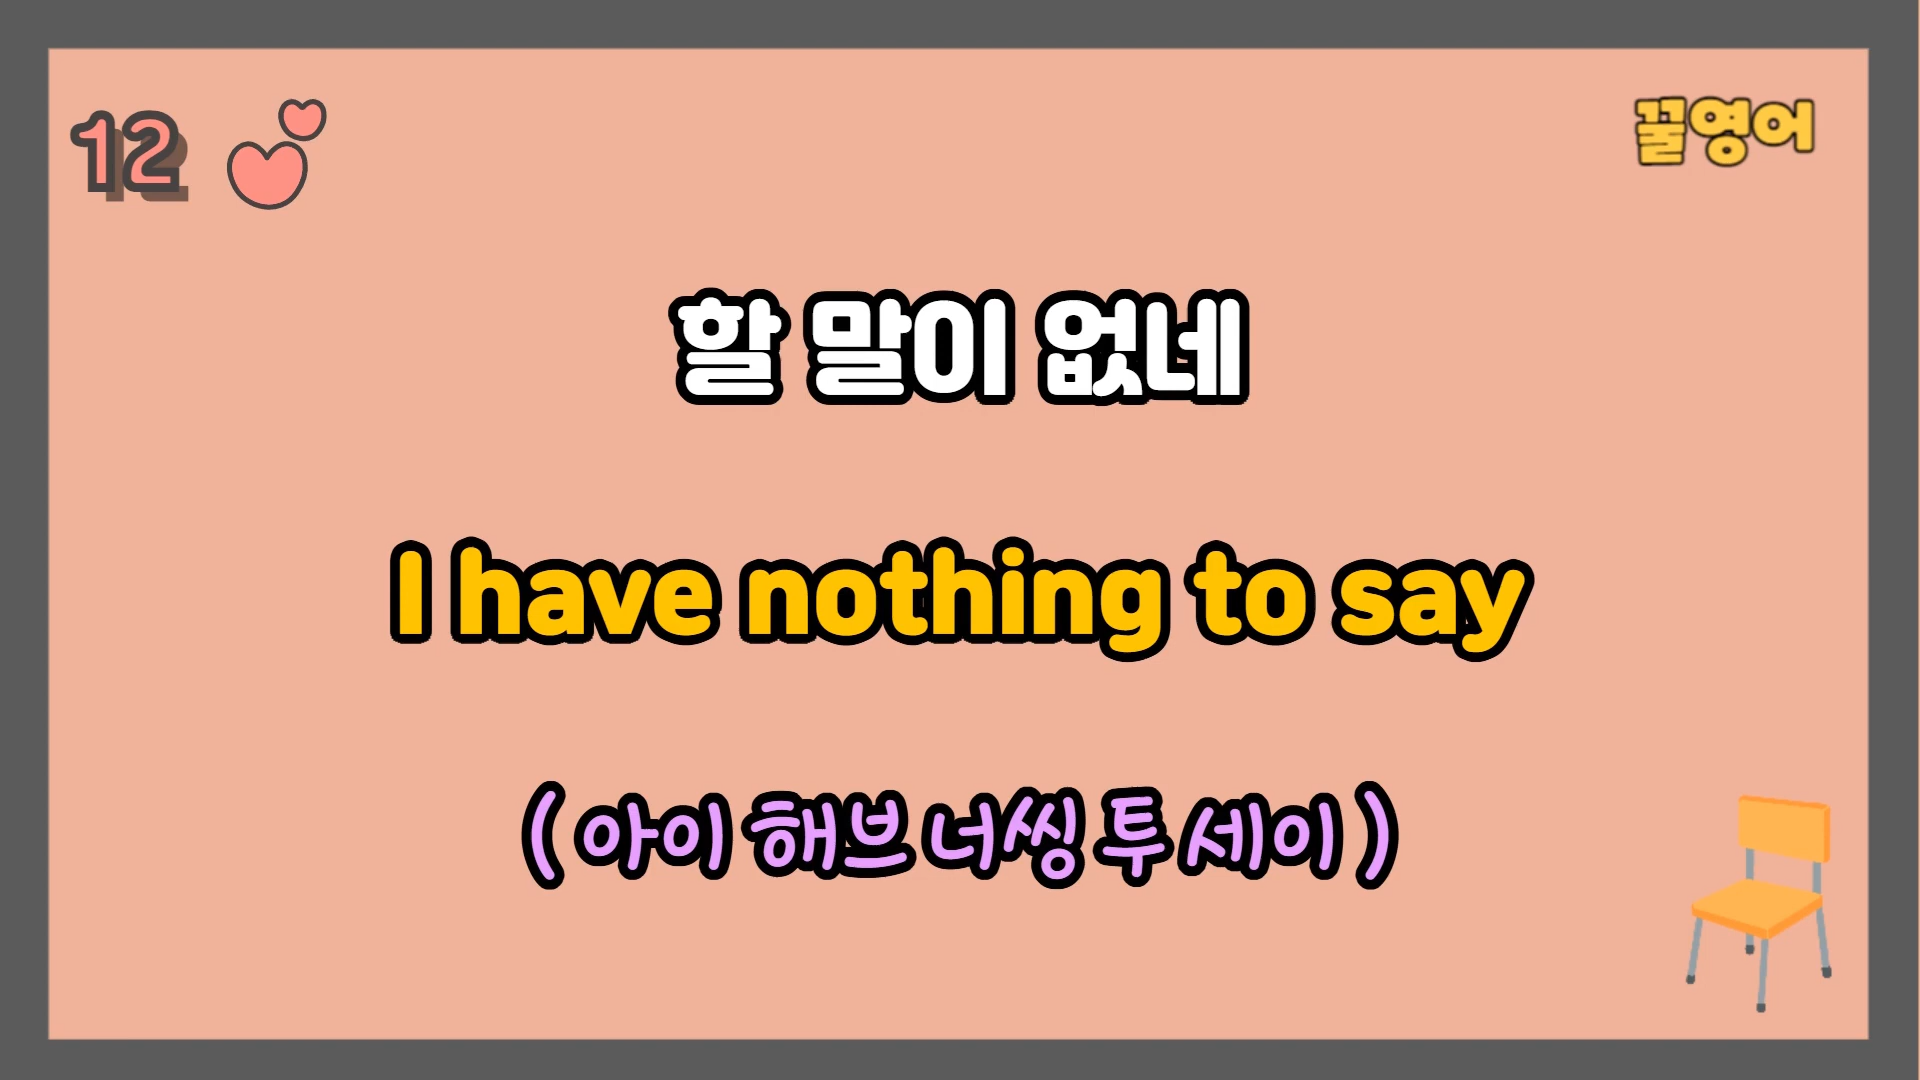 12
꿀영어
할 말이 없네
I have nothing to say
( 아이 해브 너씽 투 세이 )